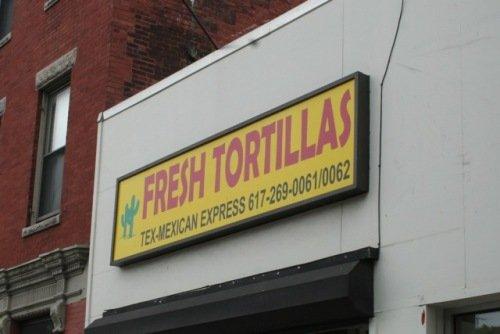 FRESH TORTILLAS
TEX-MEXICAN EXPRESS 617-269-0061/0062